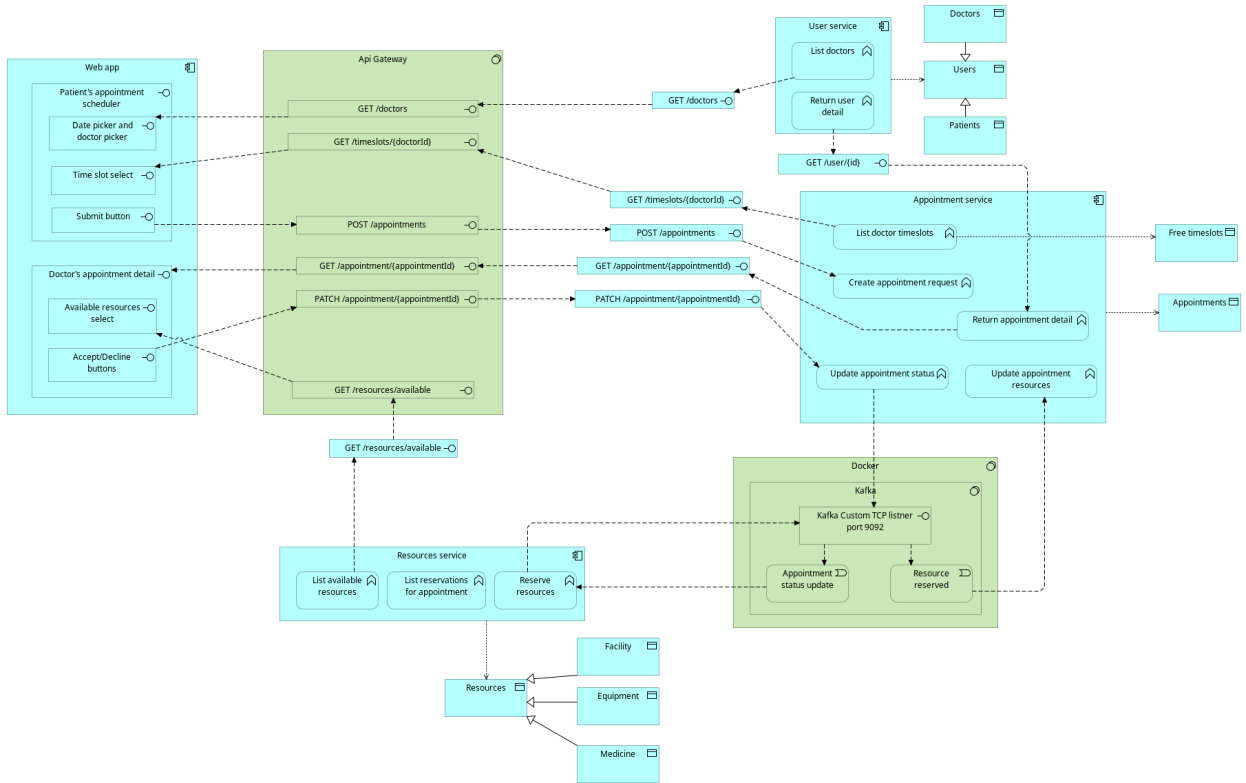 Doctors
User service
List doctors
Users
Return user
detail
Patients
GET /user/{id}
GET /doctors
Web app
Patient's appointment
scheduler
Date picker and
doctor picker
Time slot select
Submit button
Doctor's appointment detail
Available resources
select
Accept/Decline
buttons
Api Gateway
GET /doctors
GET /timeslots/{doctorId}
POST /appointments
GET /appointment/{appointmentId}
PATCH /appointment/{appointmentId}
GET /resources/available
GET /timeslots/{doctorId}
POST /appointments
GET /appointment/{appointmentId}
PATCH /appointment/{appointmentId}
Appointment service
List doctor timeslots
Create appointment request
Return appointment detail
Update appointment status
Update appointment
resources
Free timeslots
Appointments
GET /resources/available
Docker
Kafka
Kafka Custom TCP listner
port 9092
Appointment
status update
Resource
reserved
Resources service
List available
resources
List reservations
for appointment
Reserve
resources
Resources
Facility
Equipment
Medicine